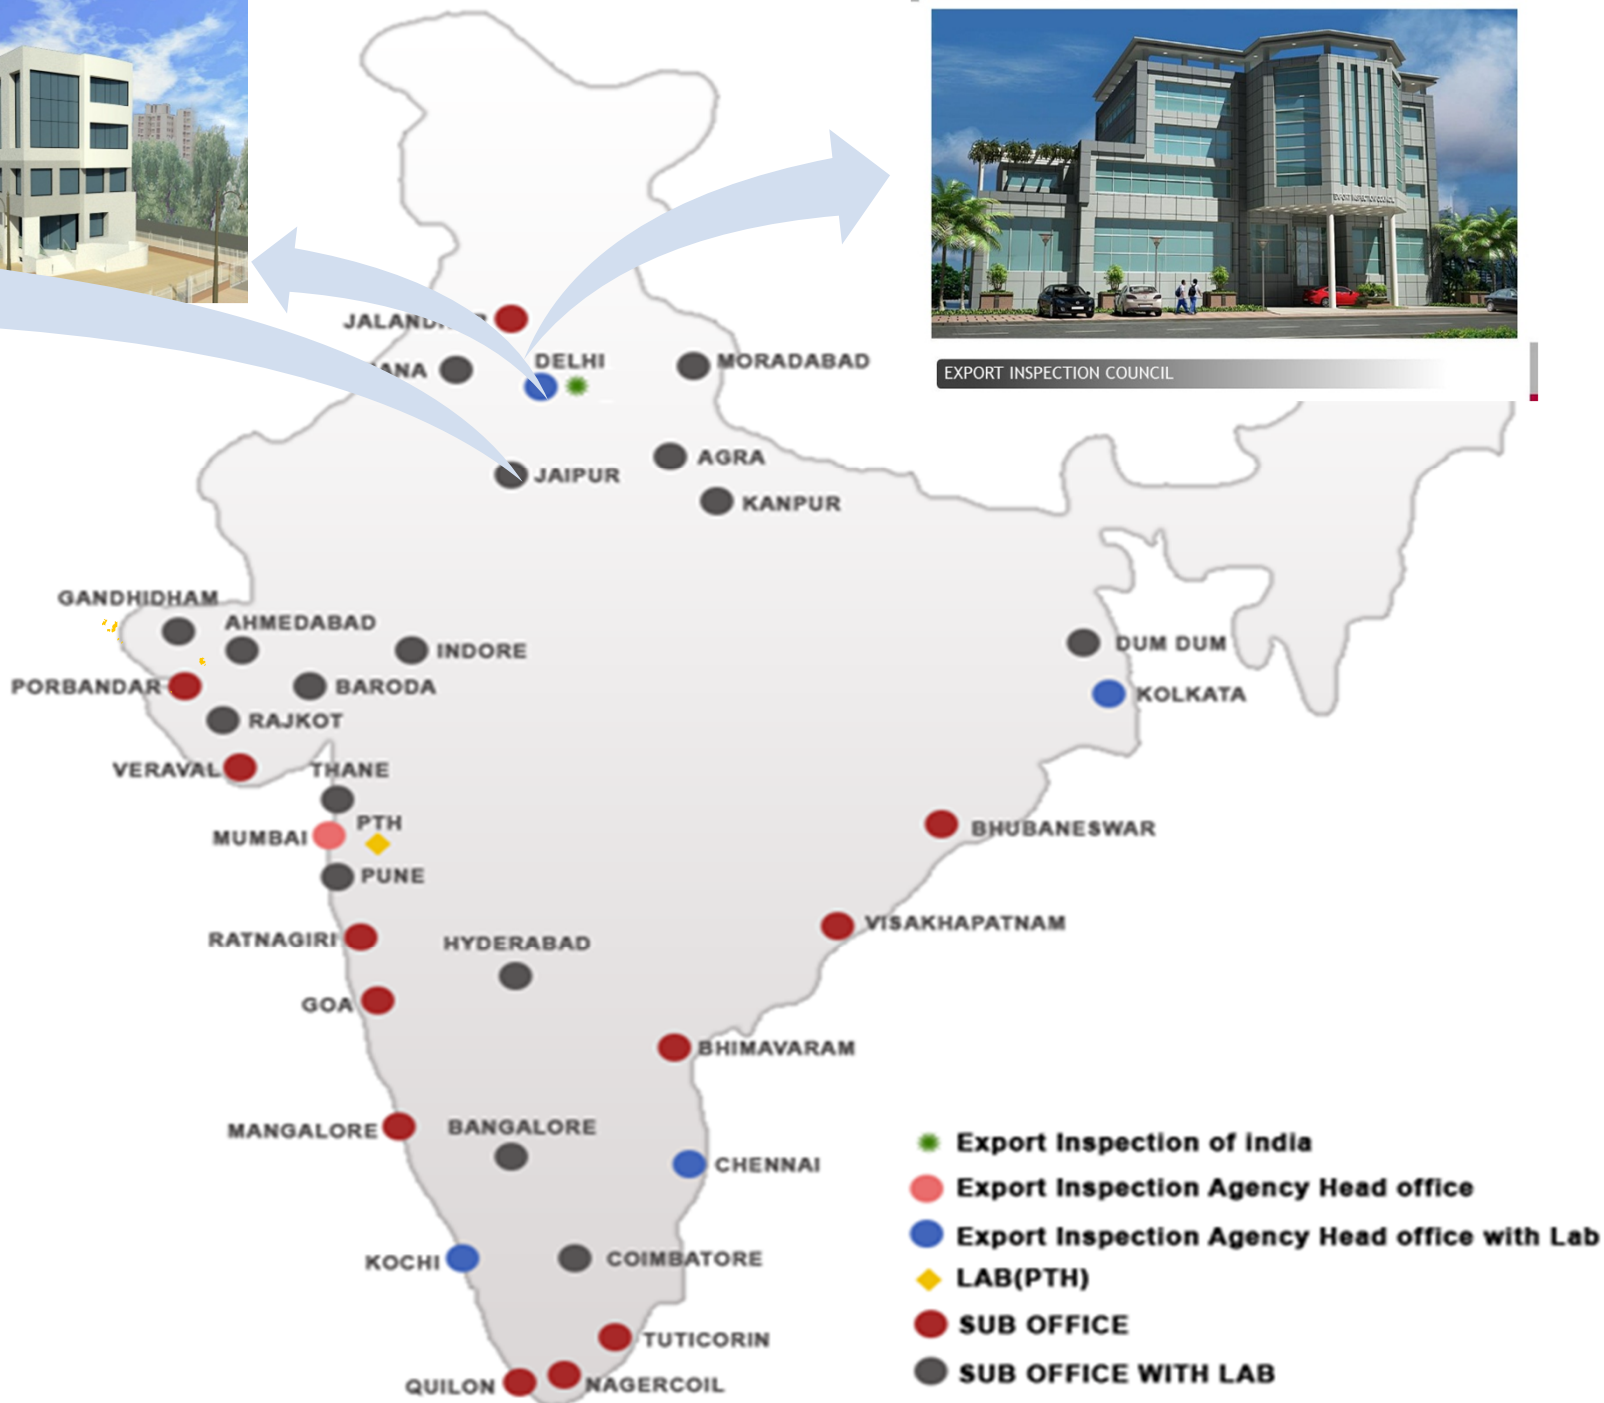 EXPORT INSPECTION COUNCIL
EXPORT INSPECTION COUNCIL
DELHI
MORADABAD
AGRA
JAIPUR
KANPUR
GANDHIDHAM
AHMEDABAD
INDORE
DUM DUM
PORBANDAR
BARODA
KOLKATA
RAJKOT
VERAVAL
THANE
PTH
MUMBAI
BHUBANESWAR
PUNE
VISAKHAPATNAM
RATNAGIRI
HYDERABAD
GOA
BHIMAVARAM
MANGALORE
BANGALORE
CHENNAI
KOCHI
COIMBATORE
TUTICORIN
QUILON
NAGERCOIL
Export Inspection of india
Export Inspection Agency Head office
Export Inspection Agency Head office with Lab
LAB(PTH)
SUB OFFICE
SUB OFFICE WITH LAB